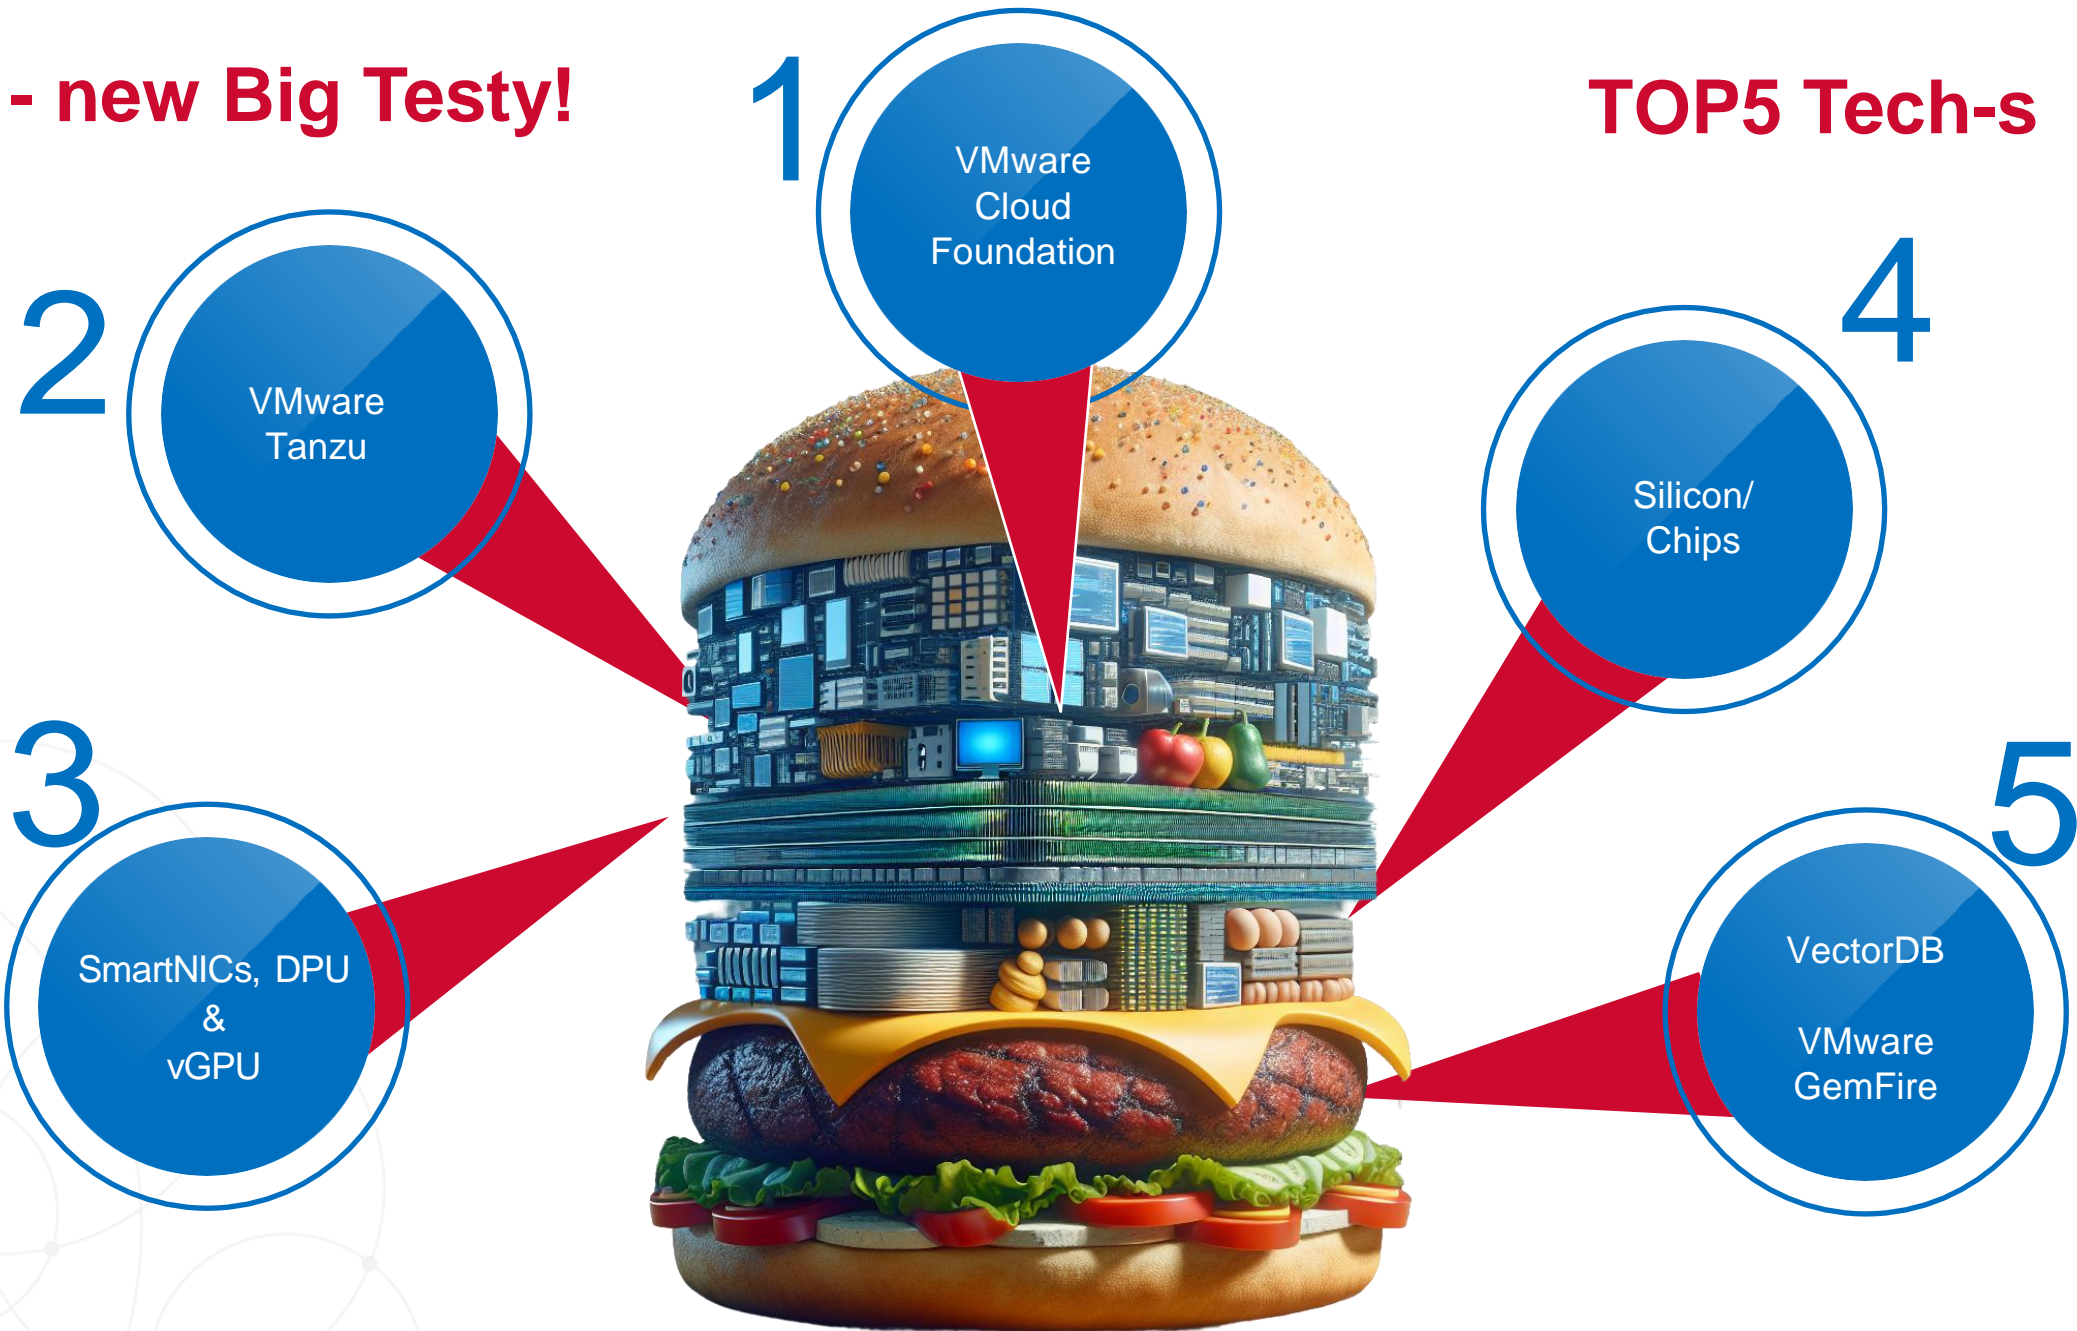 - new Big Testy!
TOP5 Tech-s
1
VMware
Cloud
Foundation
2
VMware
Tanzu
3
SmartNICs, DPU
&
vGPU
4
Silicon/
Chips
5
VectorDB
VMware
GemFire